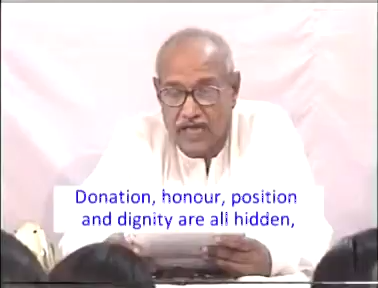 Donation, honour, position
and dignity are all hidden,